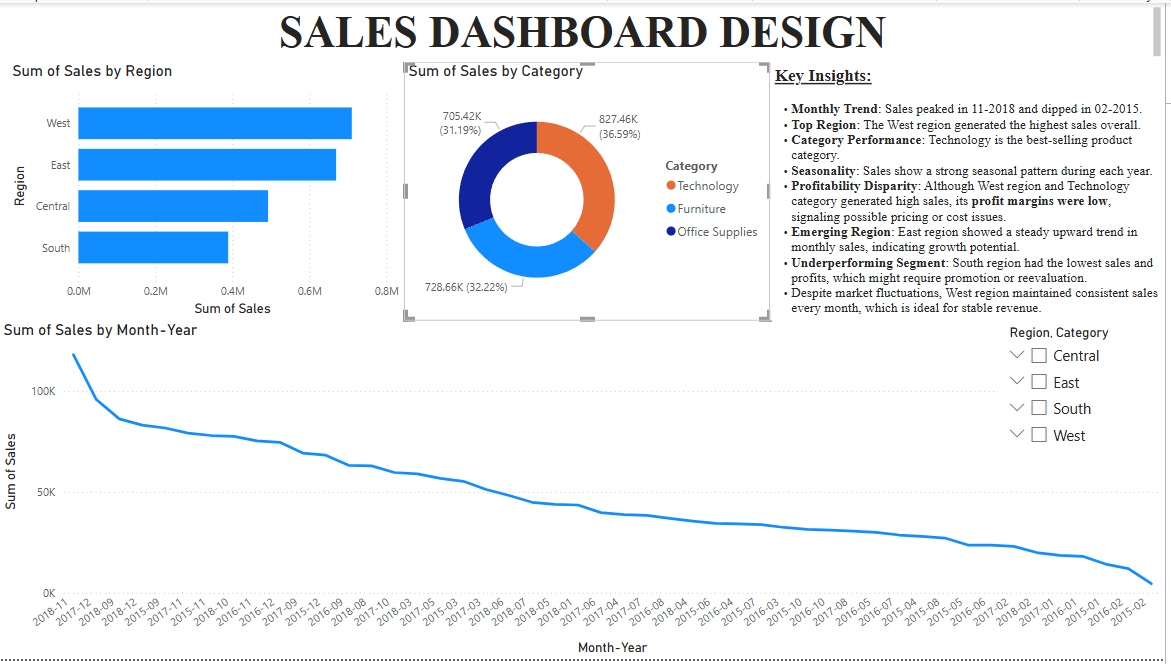 SALES DASHBOARD DESIGN
Sum of Sales by Region
West
East
Central
South
Region
0.0M 0.2M 0.4M 0.6M 0.8M
Sum of Sales
Sum of Sales by Category
705.42K
(31.19%)
827.46K
(36.59%)
728.66K (32.22%)
Category
Technology
Furniture
Office Supplies
Key Insights:
• Monthly Trend: Sales peaked in 11-2018 and dipped in 02-2015.
• Top Region: The West region generated the highest sales overall.
• Category Performance: Technology is the best-selling product
category.
• Seasonality: Sales show a strong seasonal pattern during each year.
• Profitability Disparity: Although West region and Technology
category generated high sales, its profit margins were low,
signaling possible pricing or cost issues.
• Emerging Region: East region showed a steady upward trend in
monthly sales, indicating growth potential.
• Underperforming Segment: South region had the lowest sales and
profits, which might require promotion or reevaluation.
• Despite market fluctuations, West region maintained consistent sales
every month, which is ideal for stable revenue.
Sum of Sales by Month-Year
Region, Category
Central
East
South
West
100K
50K
0K
Sum of Sales
2018-11 2017-12 2018-09 2018-12 2015-09 2017-11 2015-11 2018-10 2016-11 2016-12 2017-09 2015-12 2016-09 2018-08 2017-10 2018-03 2017-05 2015-03 2017-03 2018-06 2018-07 2018-05 2018-01 2017-06 2017-04 2017-07 2016-08 2018-04 2015-06 2016-04 2015-07 2016-03 2015-10 2016-10 2017-08 2016-05 2016-07 2015-04 2015-08 2015-05 2016-06 2017-02 2018-02 2017-01 2016-01 2015-01 2016-02 2015-02
Month-Year